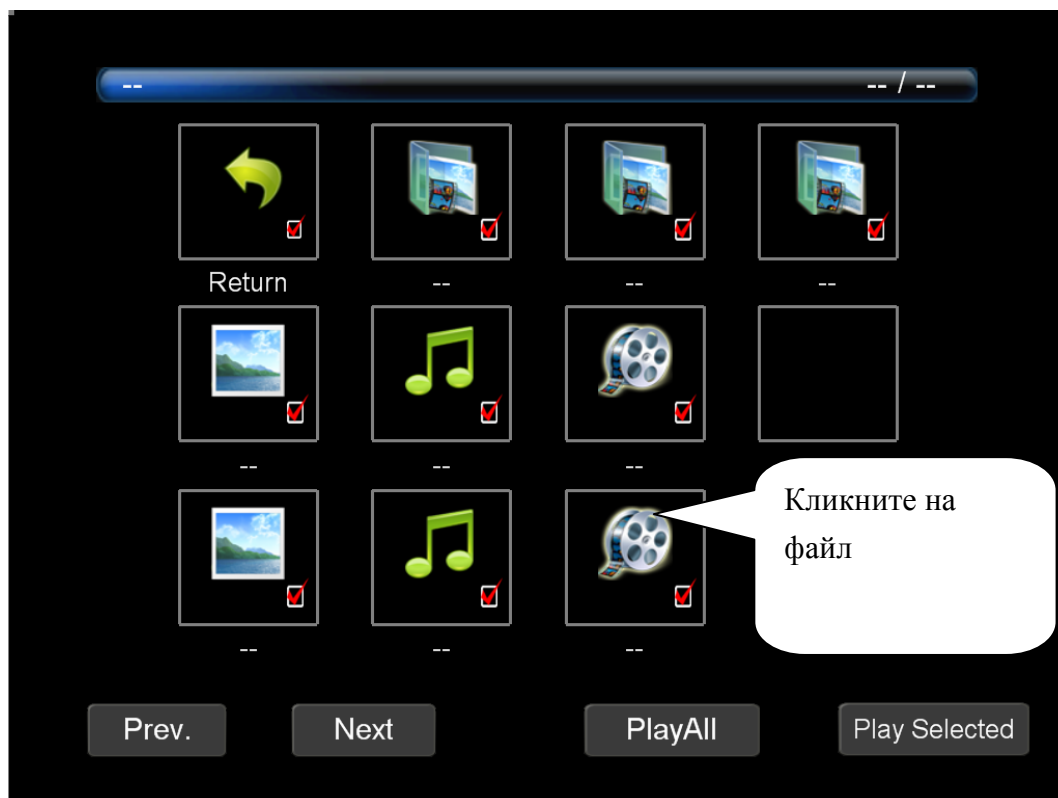 -- -- / --
Return -- -- --
-- -- --
Кликните на
файл
-- -- --
Prev. Next PlayAll Play Selected